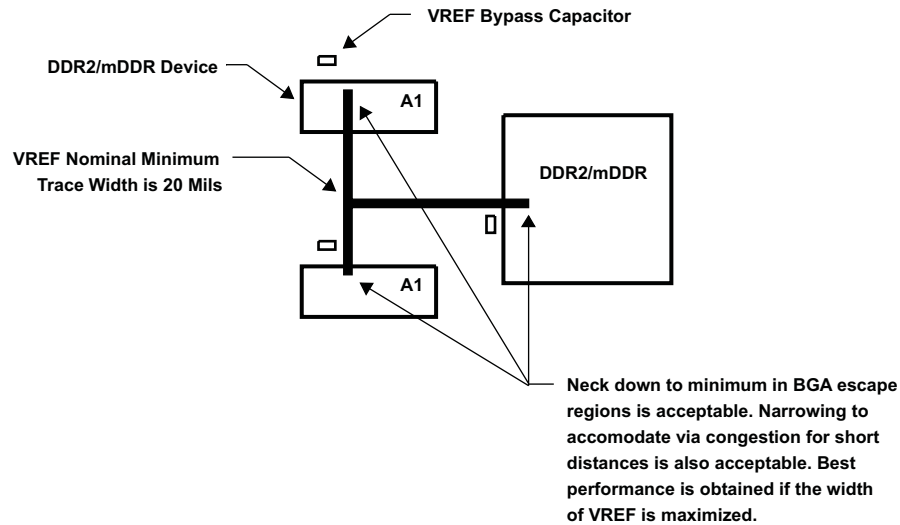 VREF Bypass Capacitor
DDR2/mDDR Device
A1
VREF Nominal Minimum
Trace Width is 20 Mils
DDR2/mDDR
A1
Neck down to minimum in BGA escape
regions is acceptable. Narrowing to
accomodate via congestion for short
distances is also acceptable. Best
performance is obtained if the width
of VREF is maximized.